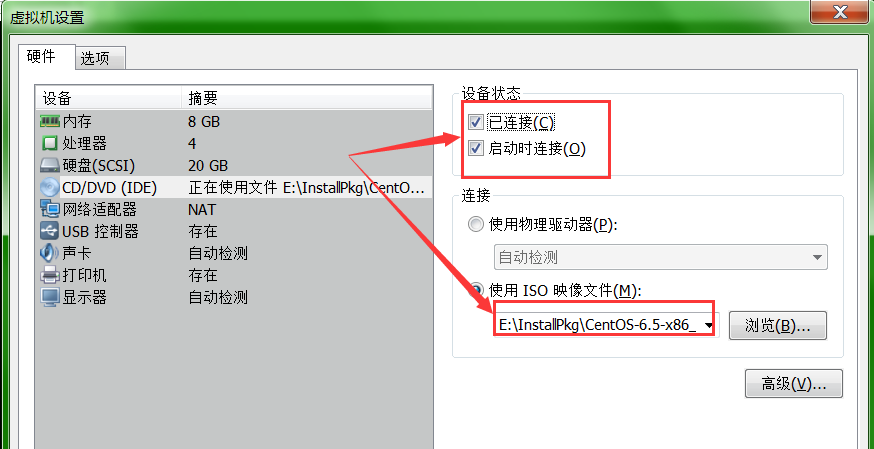 虚拟机设置
硬件 选项
设备 摘要
内存 8 GB
处理器 4
硬盘(SCSI) 20 GB
CD/DVD (IDE) 正在使用文件 E:\InstallPkg\CentO...
网络适配器 NAT
USB 控制器 存在
声卡 自动检测
打印机 存在
显示器 自动检测
设备状态
已连接(C)
启动时连接(O)
连接
使用物理驱动器(P):
自动检测
使用 ISO 映像文件(M):
E:\InstallPkg\CentOS-6.5-x86_
浏览(B)...
高级(V)...